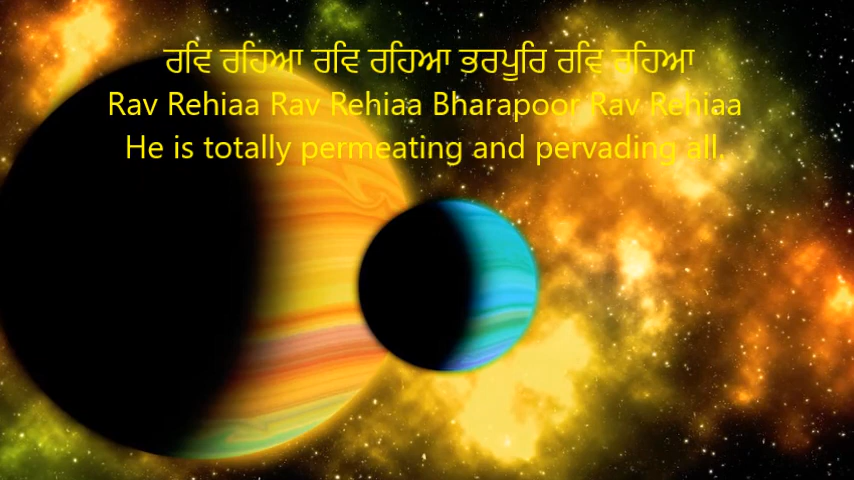 ਰਵਿ ਰਹਿਆ ਰਵਿ ਰਹਿਆ ਭਰਪੂਰਿ ਰਵਿ ਰਹਿਆ
Rav Rehiaa Rav Rehiaa Bharapoor Rav Rehiaa
He is totally permeating and pervading all.